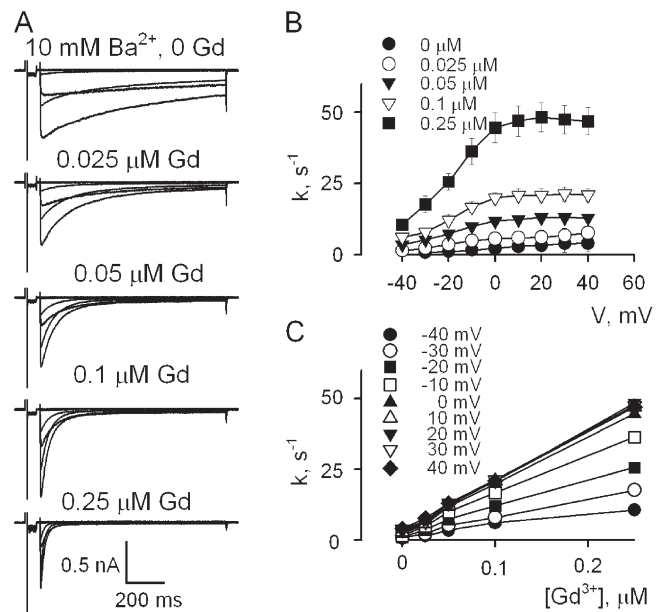 A
10 mM Ba²⁺, 0 Gd
0.025 μM Gd
0.05 μM Gd
0.1 μM Gd
0.25 μM Gd
0.5 nA
200 ms
B
0 μM
0.025 μM
0.05 μM
0.1 μM
0.25 μM
50
25
0
k, s⁻¹
-40 -20 0 20 40
V, mV
C
-40 mV
-30 mV
-20 mV
-10 mV
0 mV
10 mV
20 mV
30 mV
40 mV
50
25
0
k, s⁻¹
0 0.1 0.2
[Gd³⁺], μM